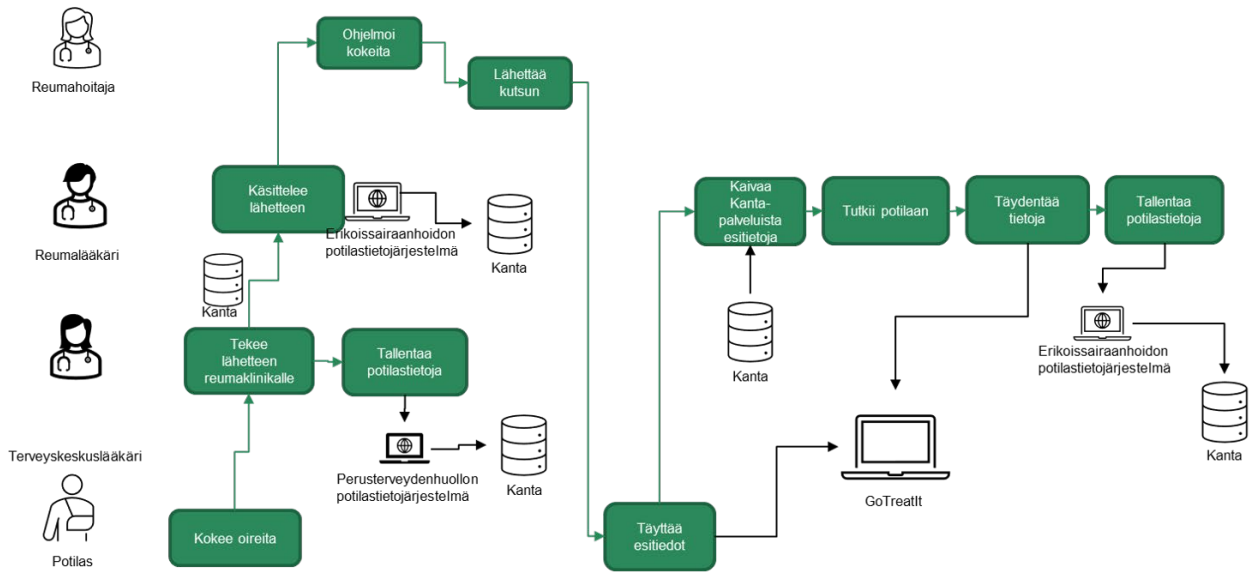 Ohjelmoi
kokeita
Reumahoitaja
Lähettää
kutsun
Käsittelee
lähetteen
Erikoissairaanhoidon
potilastietojärjestelmä
Kanta
Kaivaa
Kanta-
palveluista
esitietoja
Tutkii potilaan
Täydentää
tietoja
Tallentaa
potilastietoja
Reumalääkäri
Kanta
Tekee
lähetteen
reumaklinikalle
Tallentaa
potilastietoja
Kanta
Erikoissairaanhoidon
potilastietojärjestelmä
Kanta
Terveyskeskuslääkäri
Perusterveydenhuollon
potilastietojärjestelmä
Kanta
GoTreatIt
Kokee oireita
Täyttää
esitiedot
Potilas